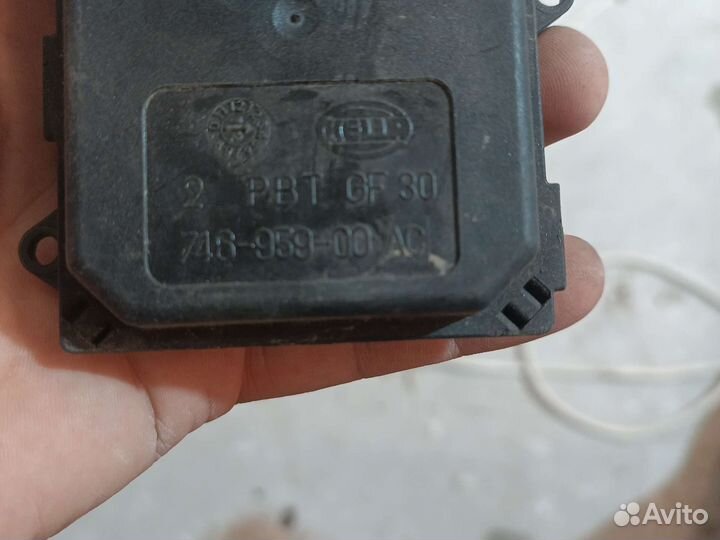 HELLA
2 PBT GF 30
746-959-00 AC
Avito